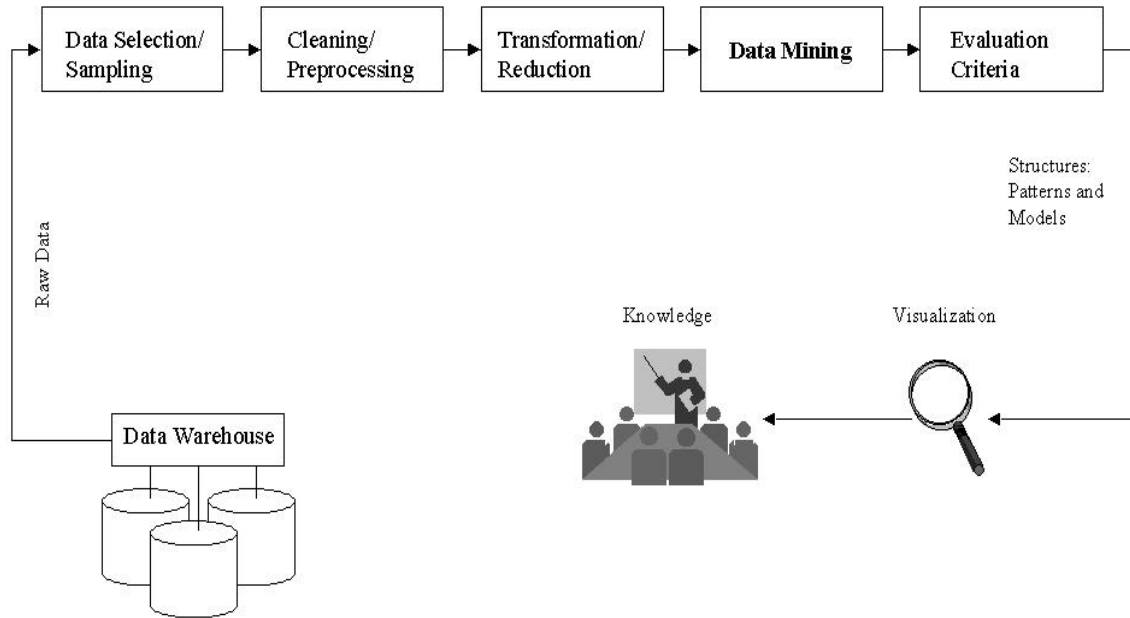 Data Selection/
Sampling
Cleaning/
Preprocessing
Transformation/
Reduction
Data Mining
Evaluation
Criteria
Structures:
Patterns and
Models
Raw Data
Knowledge
Visualization
Data Warehouse